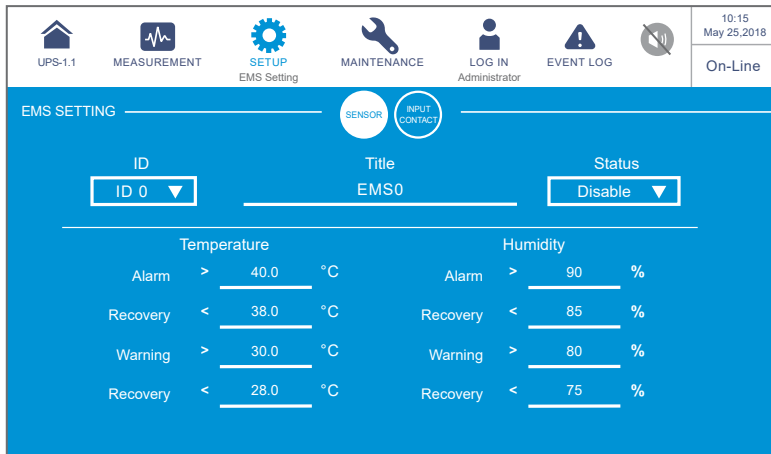 10:15
May 25,2018
UPS-1.1 MEASUREMENT SETUP MAINTENANCE LOG IN EVENT LOG
EMS Setting Administrator
On-Line
EMS SETTING SENSOR INPUT CONTACT
ID Title Status
ID 0 EMS0 Disable
Temperature Humidity
Alarm > 40.0 °C Alarm > 90 %
Recovery < 38.0 °C Recovery < 85 %
Warning > 30.0 °C Warning > 80 %
Recovery < 28.0 °C Recovery < 75 %